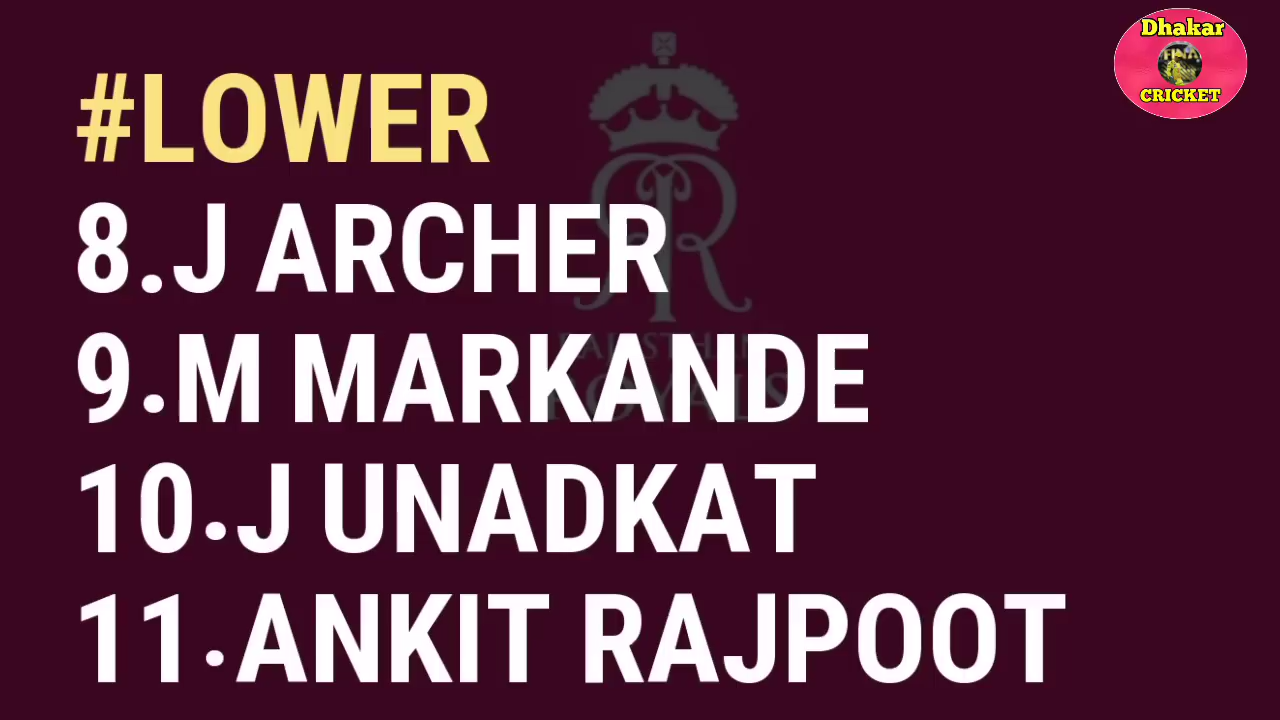 Dhakar
CRICKET
#LOWER
8.J ARCHER
9.M MARKANDE
10.J UNADKAT
11.ANKIT RAJPOOT